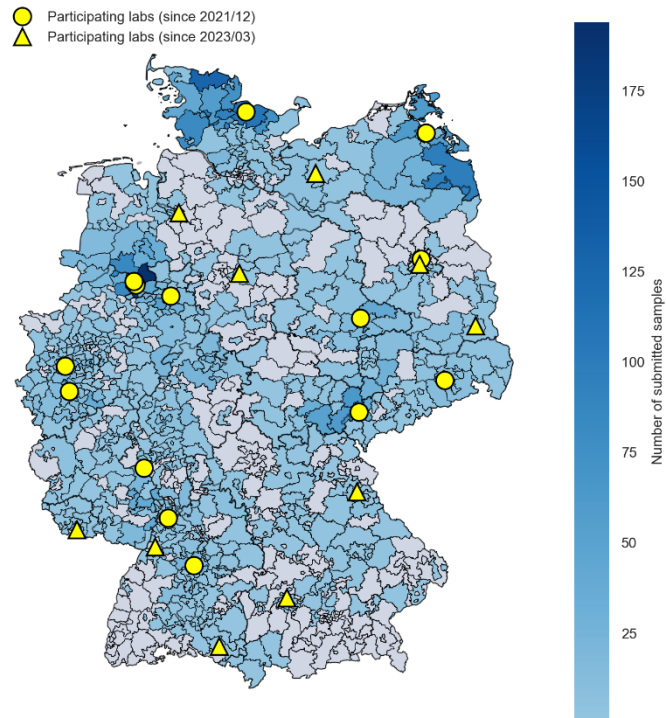 Participating labs (since 2021/12)
Participating labs (since 2023/03)
175
150
125
100
75
50
25
Number of submitted samples